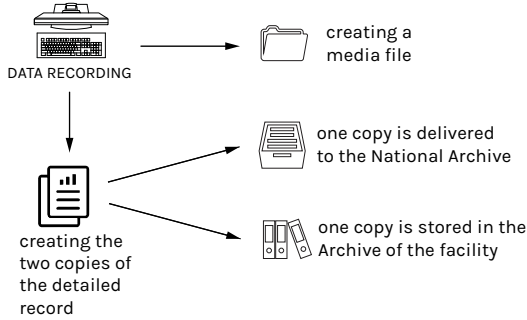 creating a
media file
DATA RECORDING
one copy is delivered
to the National Archive
one copy is stored in the
Archive of the facility
creating the
two copies of
the detailed
record